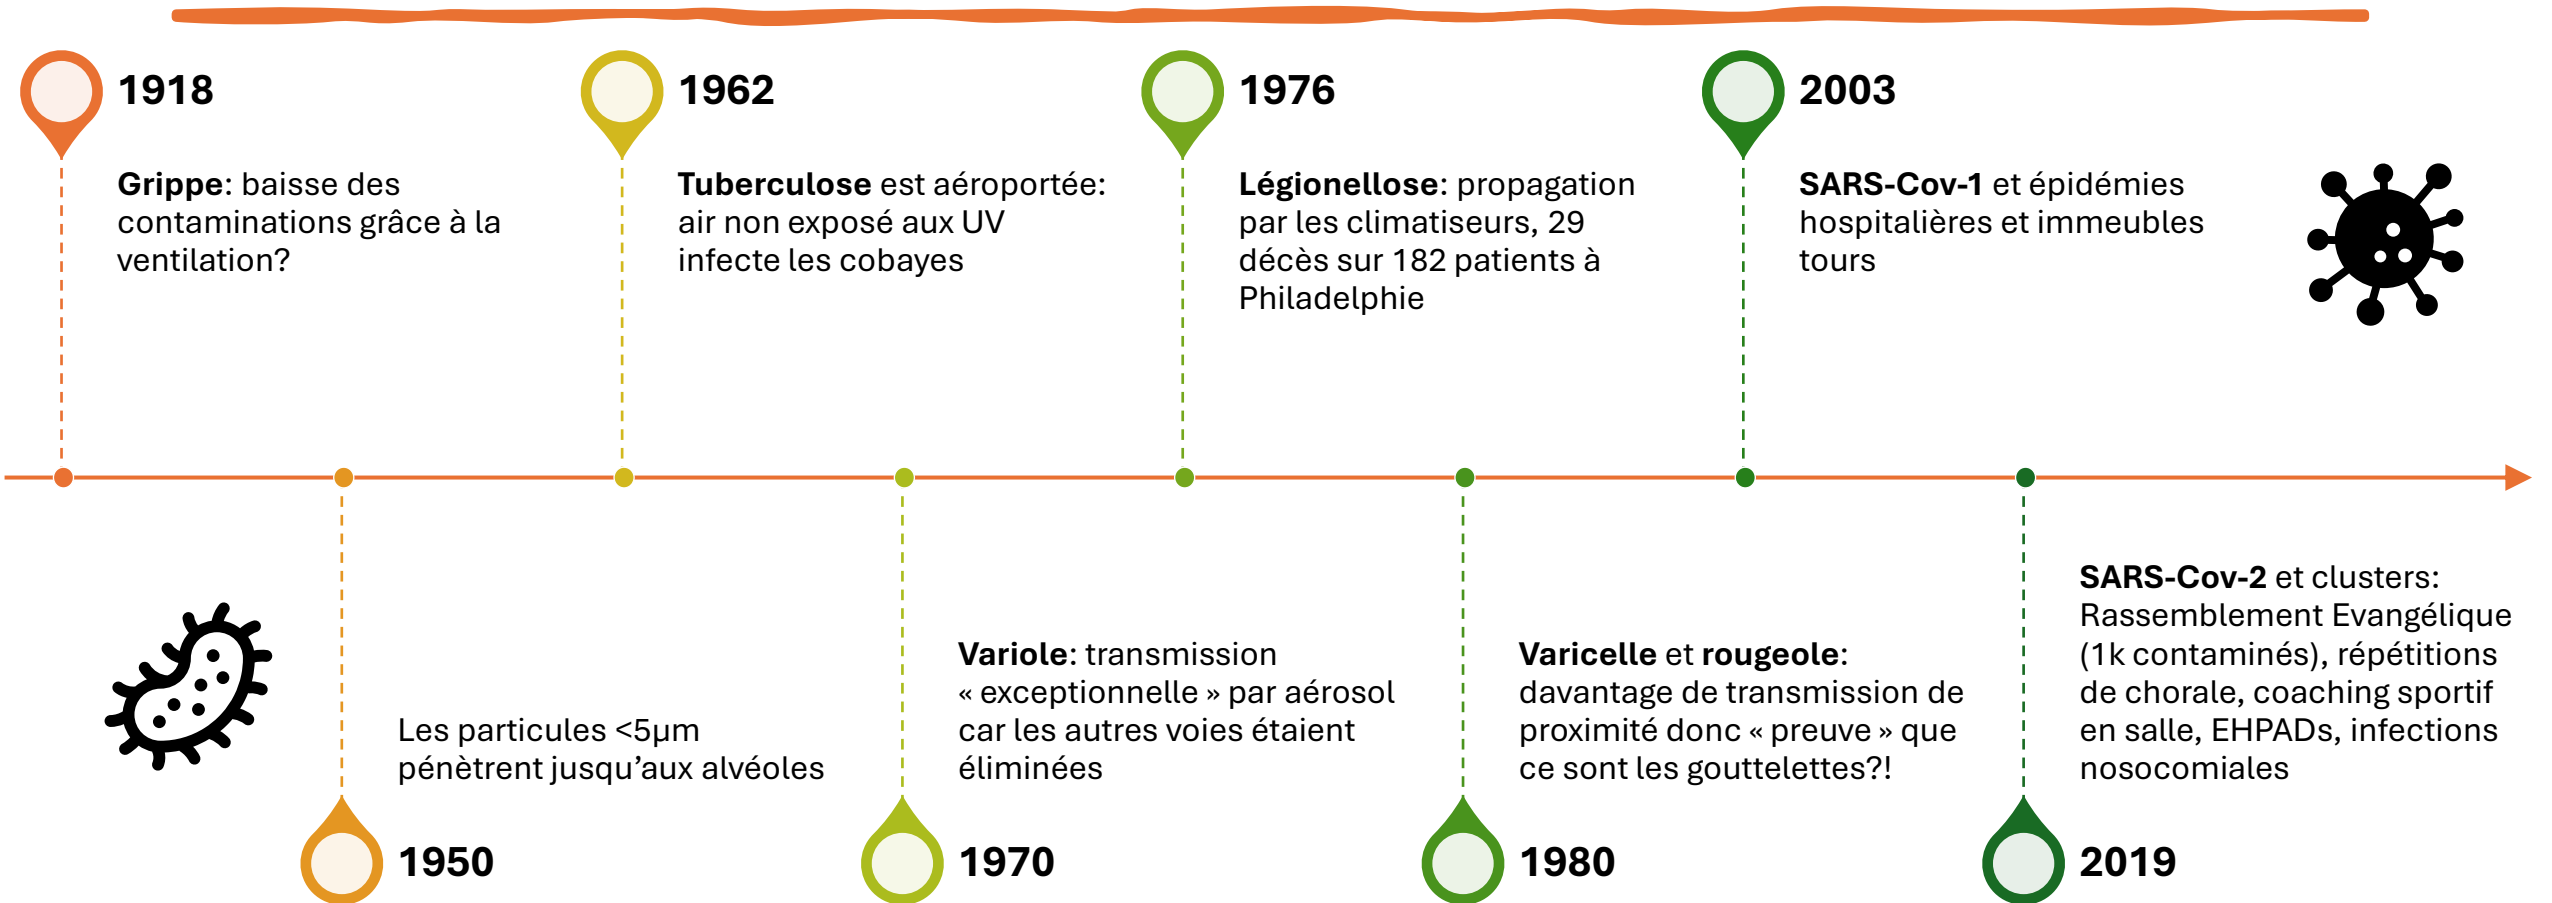 1918
Grippe: baisse des
contaminations grâce à la
ventilation?
1962
Tuberculose est aéroportée:
air non exposé aux UV
infecte les cobayes
1976
Légionellose: propagation
par les climatiseurs, 29
décès sur 182 patients à
Philadelphie
2003
SARS-Cov-1 et épidémies
hospitalières et immeubles
tours
Les particules <5µm
pénètrent jusqu’aux alvéoles
1950
Variole: transmission
« exceptionnelle » par aérosol
car les autres voies étaient
éliminées
1970
Varicelle et rougeole:
davantage de transmission de
proximité donc « preuve » que
ce sont les gouttelettes?!
1980
SARS-Cov-2 et clusters:
Rassemblement Evangélique
(1k contaminés), répétitions
de chorale, coaching sportif
en salle, EHPADs, infections
nosocomiales
2019